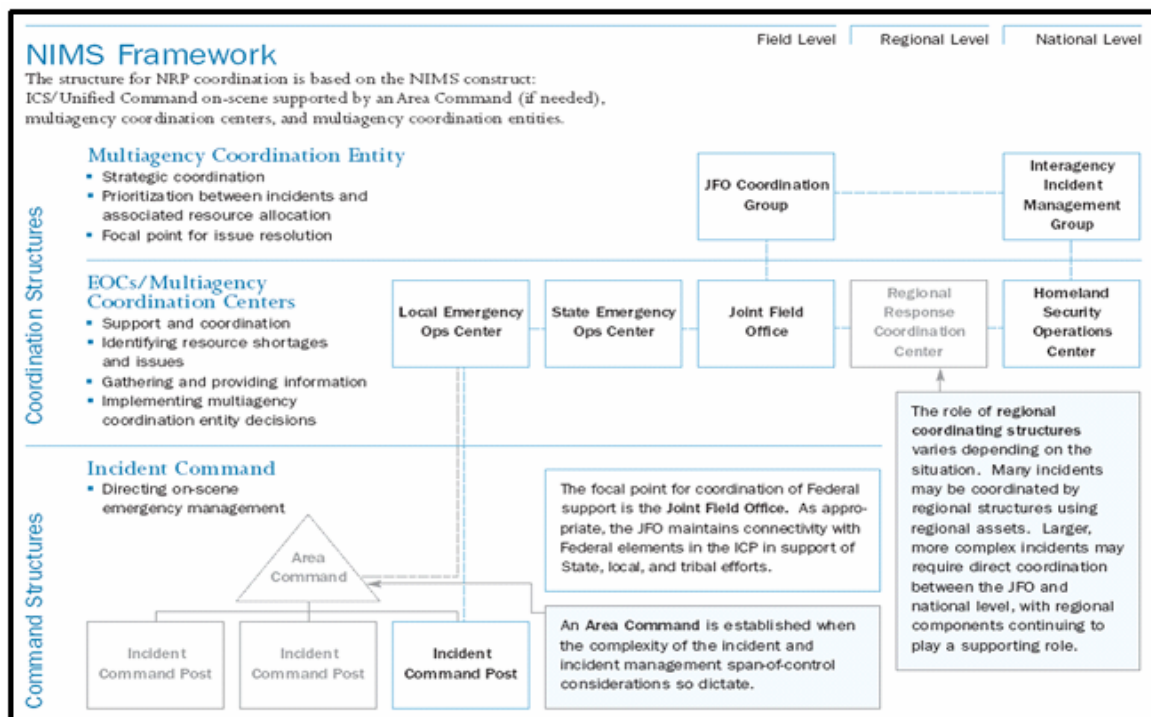 Field Level
Regional Level
National Level
NIMS Framework
The structure for NRP coordination is based on the NIMS construct:
ICS/Unified Command on-scene supported by an Area Command (if needed),
multiagency coordination centers, and multiagency coordination entities.
Coordination Structures
Multiagency Coordination Entity
▪ Strategic coordination
▪ Prioritization between incidents and
associated resource allocation
▪ Focal point for issue resolution
JFO Coordination
Group
Interagency
Incident
Management
Group
EOCs/Multiagency
Coordination Centers
▪ Support and coordination
▪ Identifying resource shortages
and issues
▪ Gathering and providing information
▪ Implementing multiagency
coordination entity decisions
Local Emergency
Ops Center
State Emergency
Ops Center
Joint Field
Office
Regional
Response
Coordination
Center
Homeland
Security
Operations
Center
The role of regional
coordinating structures
varies depending on the
situation. Many incidents
may be coordinated by
regional structures using
regional assets. Larger,
more complex incidents may
require direct coordination
between the JFO and
national level, with regional
components continuing to
play a supporting role.
Command Structures
Incident Command
▪ Directing on-scene
emergency management
Area
Command
Incident
Command Post
Incident
Command Post
Incident
Command Post
The focal point for coordination of Federal
support is the Joint Field Office. As appro-
priate, the JFO maintains connectivity with
Federal elements in the ICP in support of
State, local, and tribal efforts.
An Area Command is established when
the complexity of the incident and
incident management span-of-control
considerations so dictate.